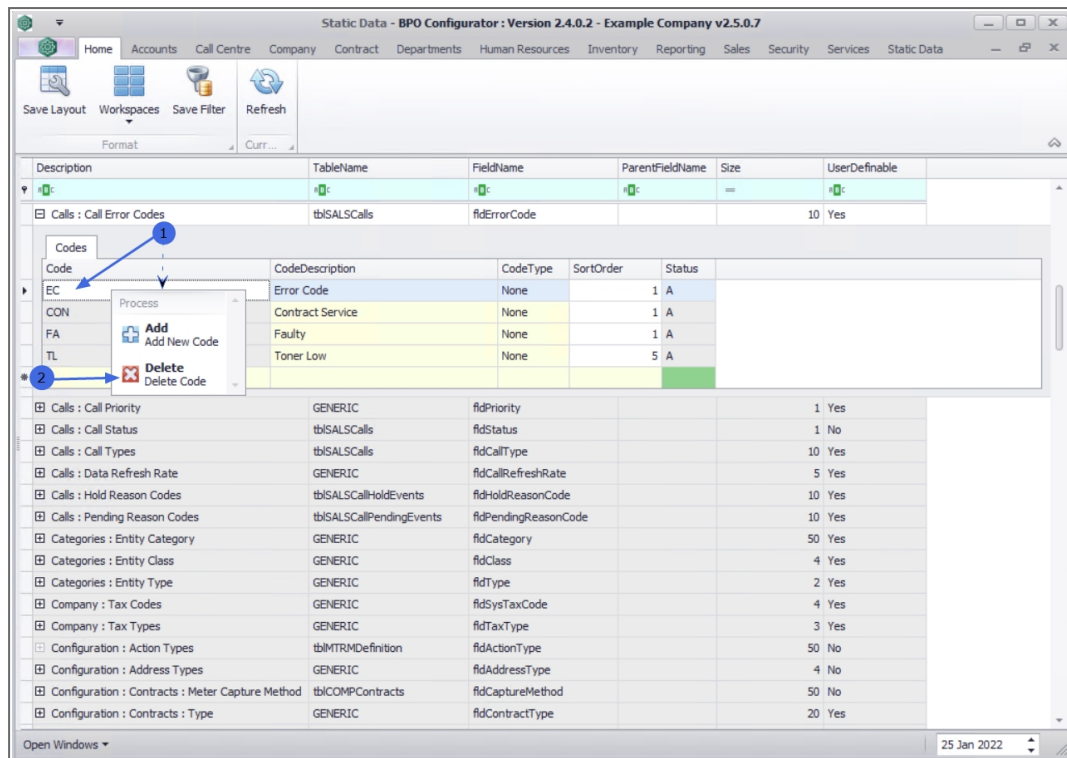 Static Data - BPO Configurator : Version 2.4.0.2 - Example Company v2.5.0.7
Home Accounts Call Centre Company Contract Departments Human Resources Inventory Reporting Sales Security Services Static Data
Save Layout Workspaces Save Filter Refresh
Format Curr...
Description TableName FieldName ParentFieldName Size UserDefinable
Calls : Call Error Codes tblSALSCalls fldErrorCode 10 Yes
1
Codes
Code CodeDescription CodeType SortOrder Status
EC Error Code None 1 A
Process
CON Contract Service None 1 A
Add
Add New Code
FA Faulty None 1 A
TL Toner Low None 5 A
Delete
Delete Code
2
Calls : Call Priority GENERIC fldPriority 1 Yes
Calls : Call Status tblSALSCalls fldStatus 1 No
Calls : Call Types tblSALSCalls fldCallType 10 Yes
Calls : Data Refresh Rate GENERIC fldCallRefreshRate 5 Yes
Calls : Hold Reason Codes tblSALSCallHoldEvents fldHoldReasonCode 10 Yes
Calls : Pending Reason Codes tblSALSCallPendingEvents fldPendingReasonCode 10 Yes
Categories : Entity Category GENERIC fldCategory 50 Yes
Categories : Entity Class GENERIC fldClass 4 Yes
Categories : Entity Type GENERIC fldType 2 Yes
Company : Tax Codes GENERIC fldSysTaxCode 4 Yes
Company : Tax Types GENERIC fldTaxType 3 Yes
Configuration : Action Types tblMTRMDefinition fldActionType 50 No
Configuration : Address Types GENERIC fldAddressType 4 No
Configuration : Contracts : Meter Capture Method tblCOMPContracts fldCaptureMethod 50 No
Configuration : Contracts : Type GENERIC fldContractType 20 Yes
Open Windows 25 Jan 2022